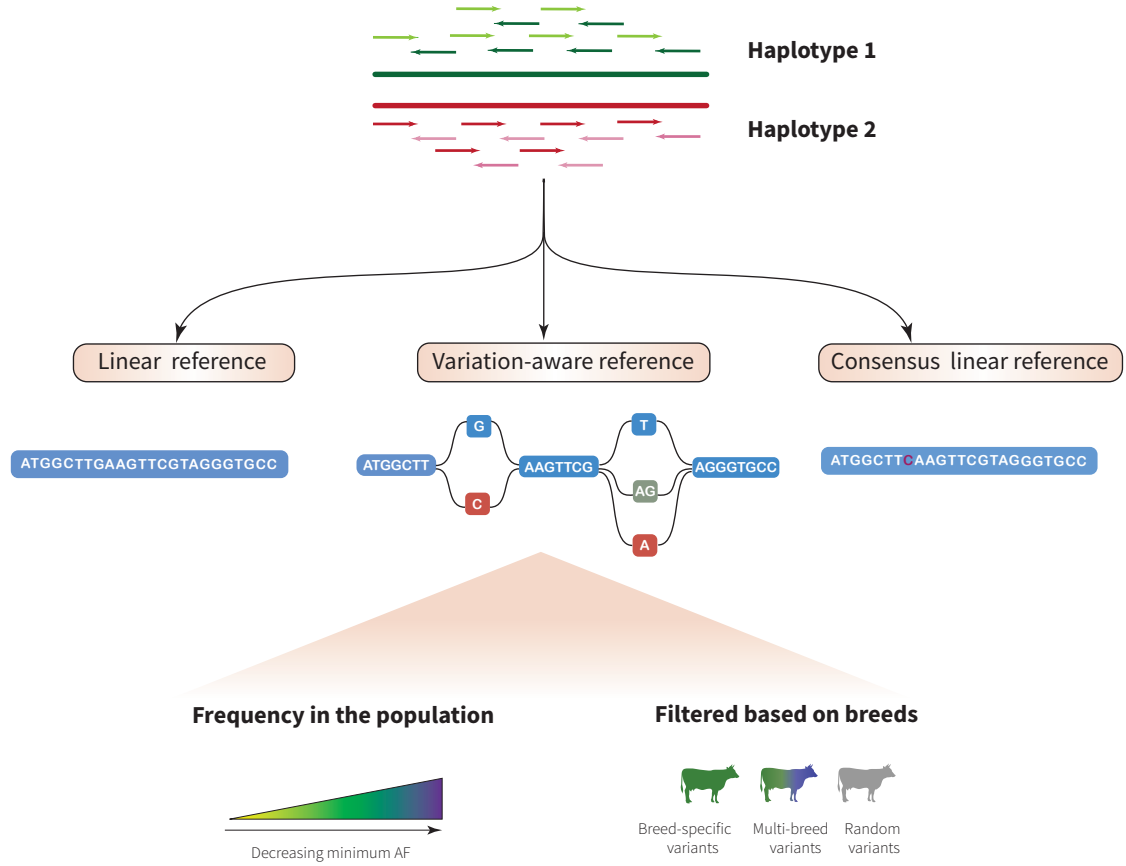 Haplotype 1
Haplotype 2
Linear reference
Variation-aware reference
Consensus linear reference
G
T
ATGGCTTGAAGTTCGTAGGGTGCC
ATGGCTT
AAGTTCG
AGGGTGCC
ATGGCTTCAAGTTCGTAGGGTGCC
AG
C
A
Frequency in the population
Filtered based on breeds
Decreasing minimum AF
Breed-specific
variants
Multi-breed
variants
Random
variants